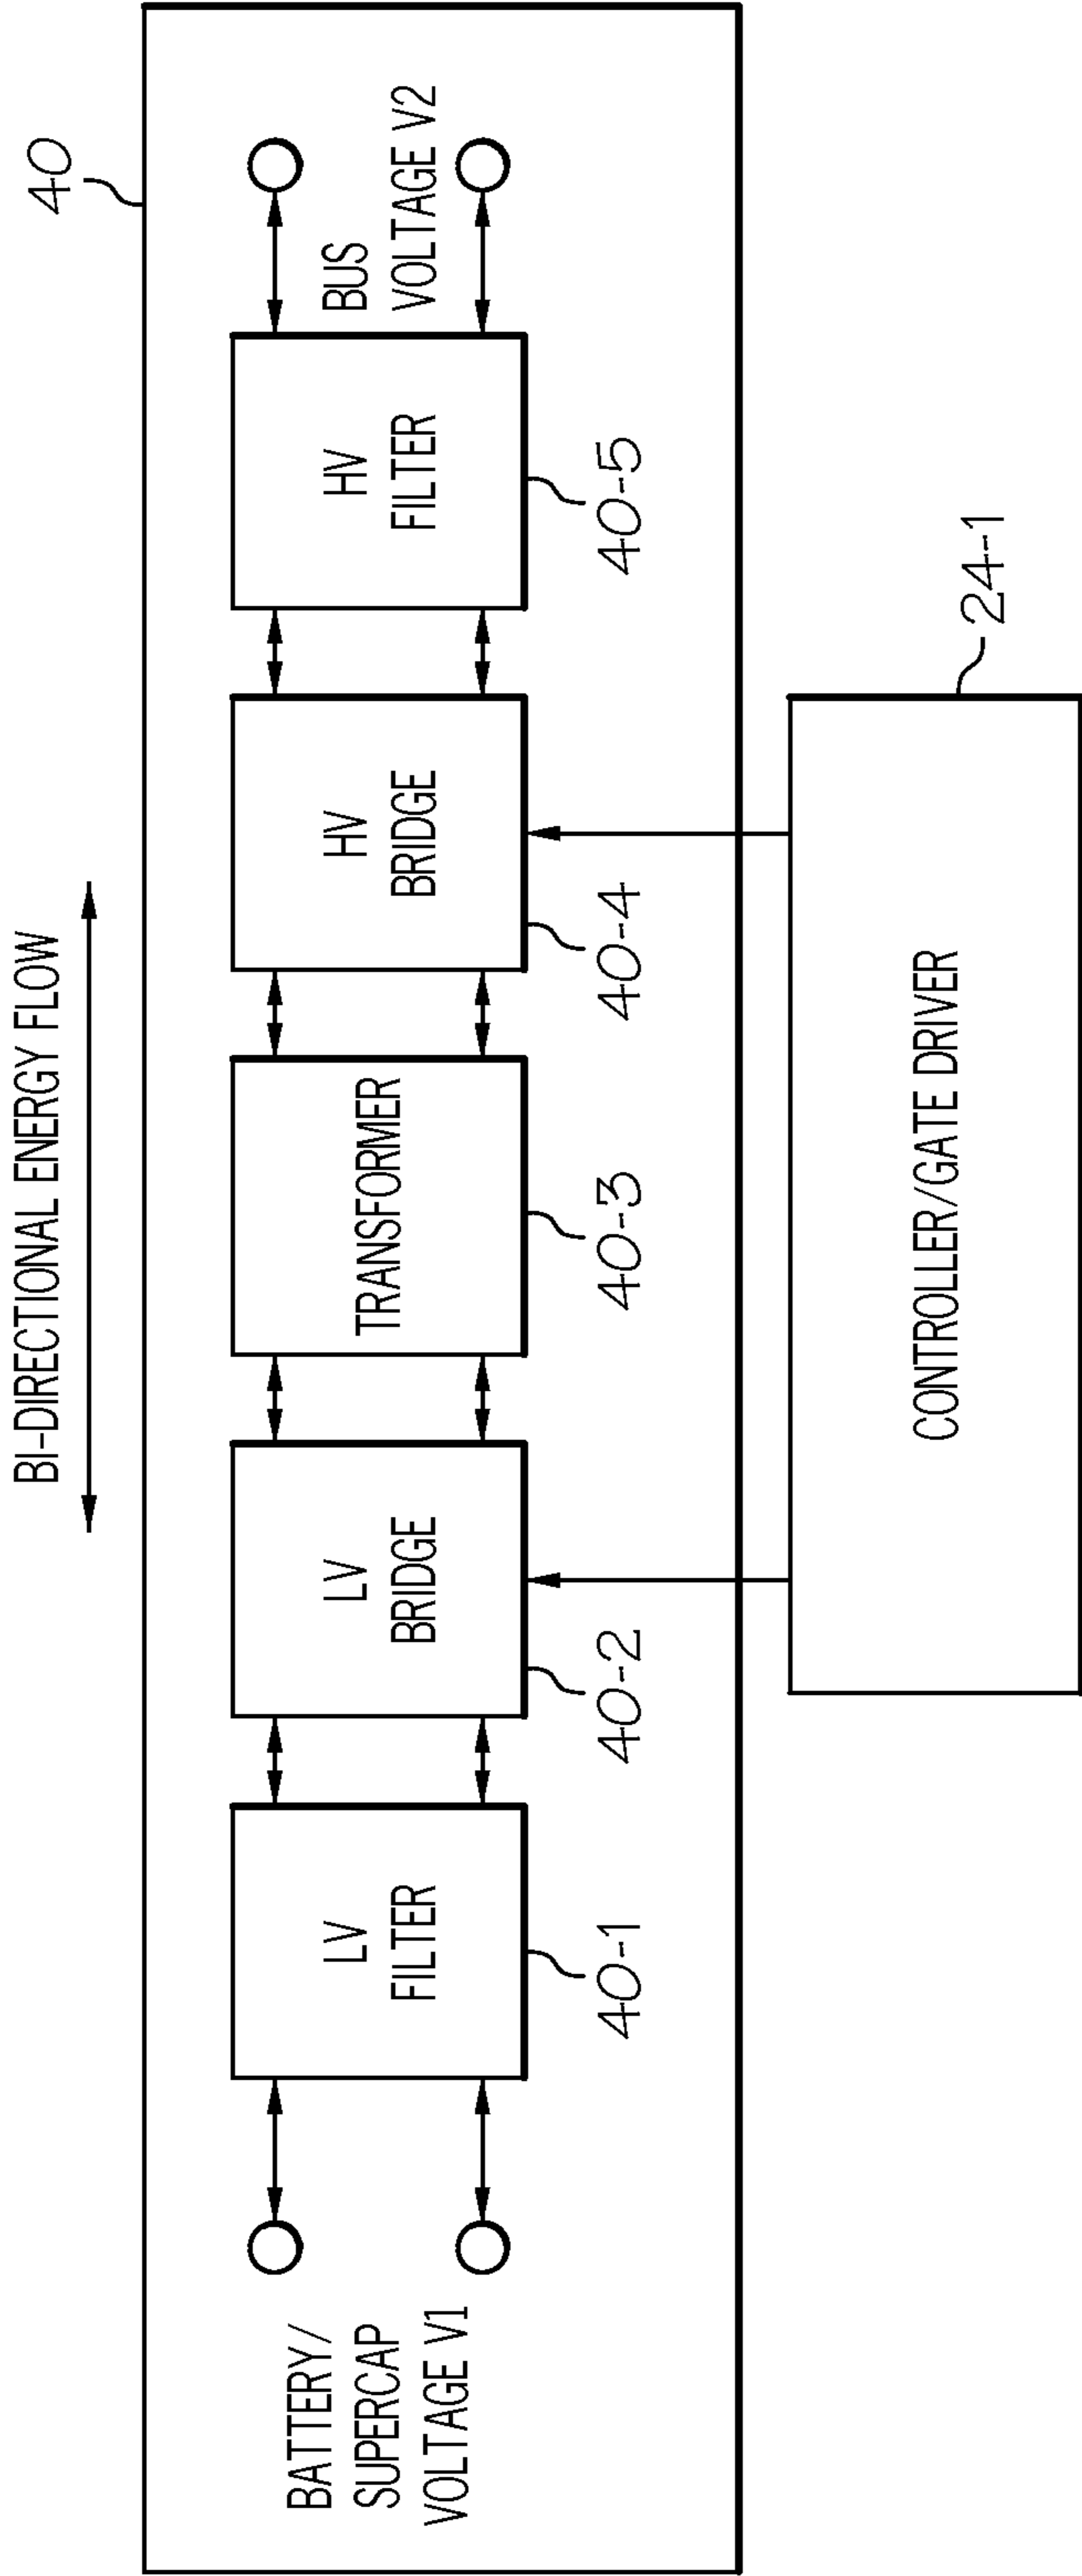 BI-DIRECTIONAL ENERGY FLOW
40
BATTERY/
SUPERCAP
VOLTAGE V1
LV
FILTER
LV
BRIDGE
TRANSFORMER
HV
BRIDGE
HV
FILTER
BUS
VOLTAGE V2
40-1
40-2
40-3
40-4
40-5
CONTROLLER/GATE DRIVER
24-1